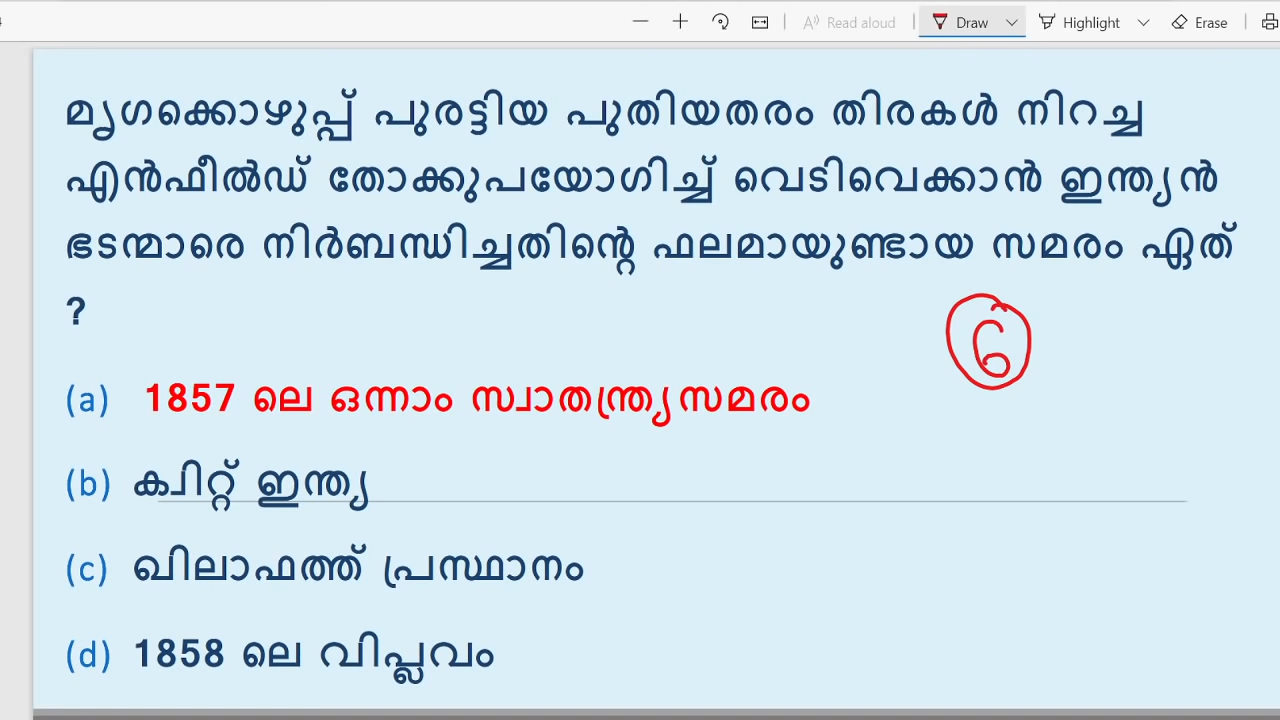 Read aloud Draw Highlight Erase
മൃഗക്കൊഴുപ്പ് പുരട്ടിയ പുതിയതരം തിരകൾ നിറച്ച
എൻഫീൽഡ് തോക്കുപയോഗിച്ച് വെടിവെക്കാൻ ഇന്ത്യൻ
ഭടന്മാരെ നിർബന്ധിച്ചതിന്റെ ഫലമായുണ്ടായ സമരം ഏത്
?
6
(a) 1857 ലെ ഒന്നാം സ്വാതന്ത്ര്യസമരം
(b) ക്വിറ്റ് ഇന്ത്യ
(c) ഖിലാഫത്ത് പ്രസ്ഥാനം
(d) 1858 ലെ വിപ്ലവം